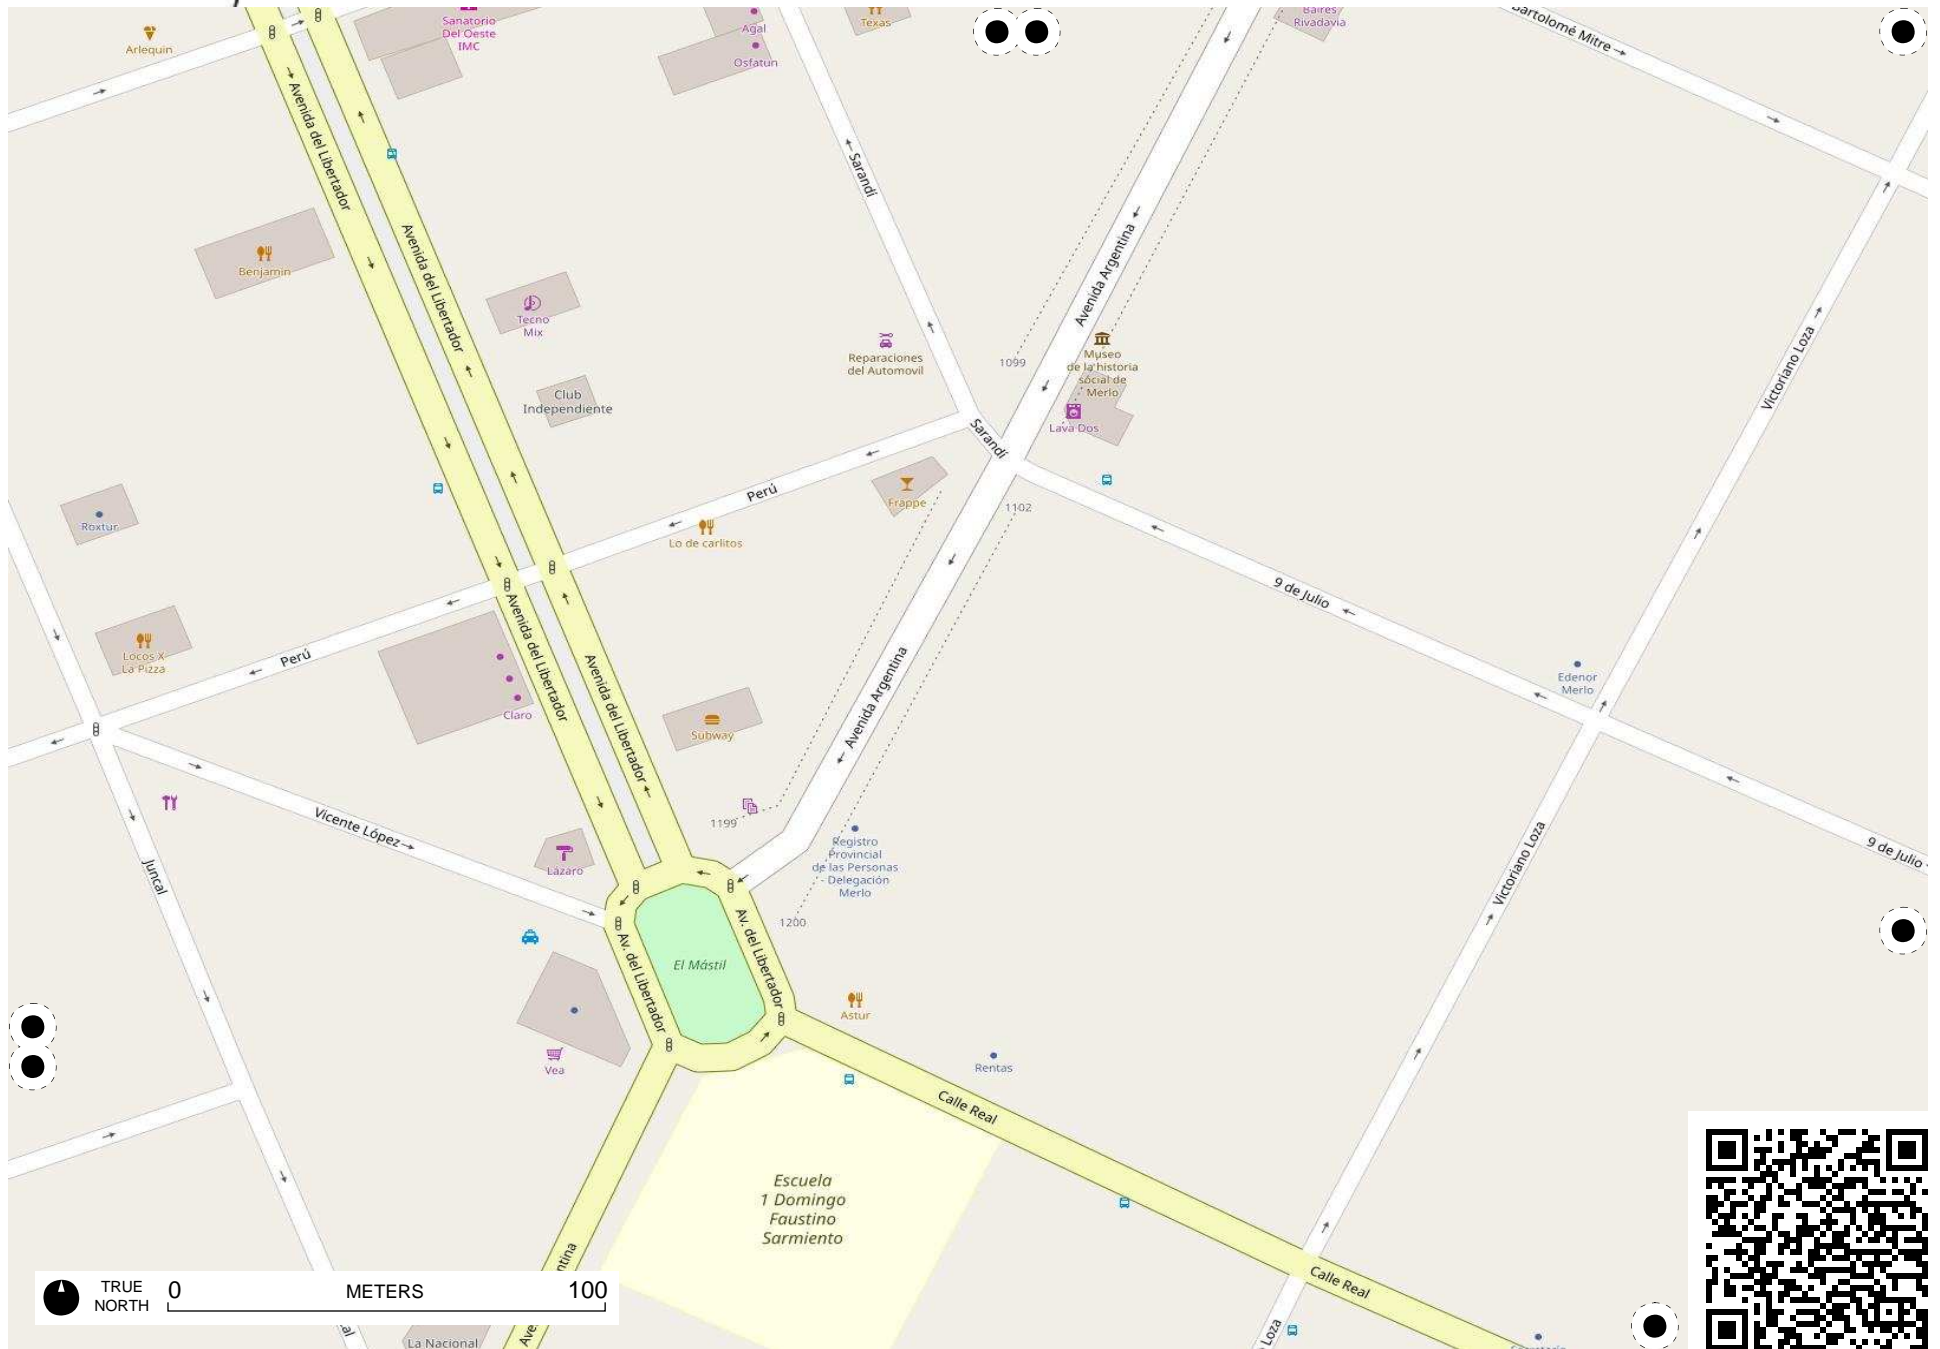 Arlequin
Sanatorio
Del Oeste
IMC
Agal
Osfatun
Texas
Baires
Rivadavia
Bartolomé Mitre
Avenida del Libertador
Avenida del Libertador
Sarandí
Avenida Argentina
Benjamin
Tecno
Mix
Club
Independiente
Reparaciones
del Automovil
1099
Museo
de la historia
social de
Merlo
Lava Dos
Victoriano Loza
Sarandí
Perú
Frappe
1102
Roxtur
Lo de carlitos
9 de Julio
Locos X
La Pizza
Perú
Avenida del Libertador
Avenida del Libertador
Claro
Subway
Avenida Argentina
Edenor
Merlo
Vicente López
1199
Registro
Provincial
de las Personas
- Delegación
Merlo
Juncal
Lázaro
Victoriano Loza
9 de Julio
1200
Av. del Libertador
El Mástil
Av. del Libertador
Astur
Vea
Rentas
Calle Real
Escuela
1 Domingo
Faustino
Sarmiento
Calle Real
TRUE
NORTH
0 METERS 100
La Nacional
Loza